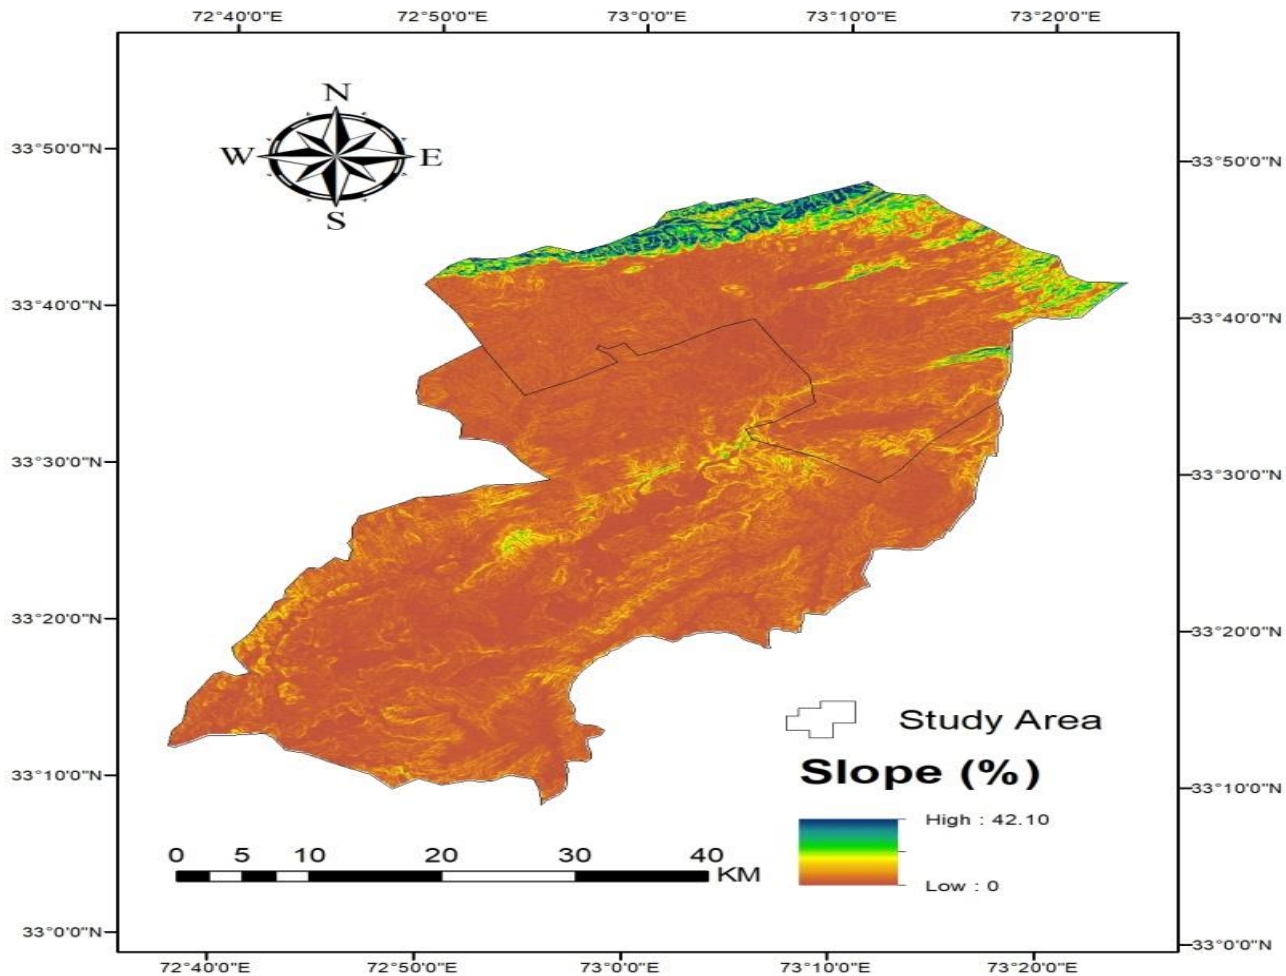 72°40'0"E 72°50'0"E 73°0'0"E 73°10'0"E 73°20'0"E
N
W E
S
33°50'0"N 33°50'0"N
33°40'0"N 33°40'0"N
33°30'0"N 33°30'0"N
33°20'0"N 33°20'0"N
Study Area
Slope (%)
33°10'0"N 33°10'0"N
High : 42.10
Low : 0
0 5 10 20 30 40
KM
33°0'0"N 33°0'0"N
72°40'0"E 72°50'0"E 73°0'0"E 73°10'0"E 73°20'0"E